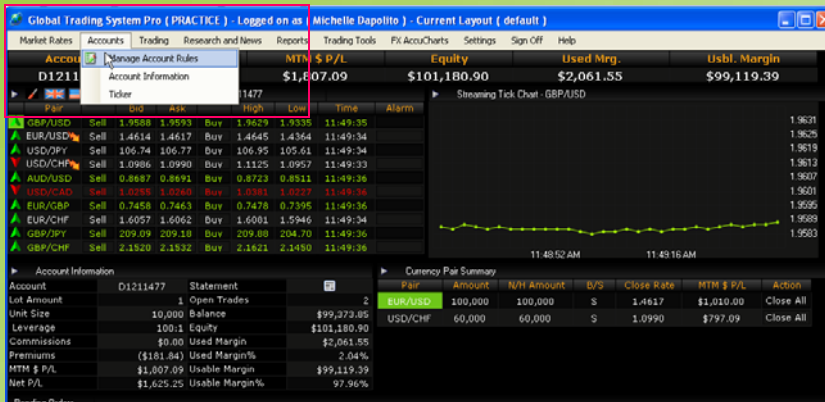 Global Trading System Pro ( PRACTICE ) - Logged on as ( Michelle Dapolito ) - Current Layout ( default )
Market Rates Accounts Trading Research and News Reports Trading Tools FX AccuCharts Settings Sign Off Help
Manage Account Rules
Account Information
Ticker
MTM $ P/L Equity Used Mrg. Usbl. Margin
$1,807.09 $101,180.90 $2,061.55 $99,119.39
Streaming Tick Chart - GBP/USD
Pair Bid Ask High Low Time Alarm
GBP/USD Sell 1.9588 1.9593 Buy 1.9629 1.9335 11:49:35
EUR/USD Sell 1.4614 1.4617 Buy 1.4645 1.4364 11:49:34
USD/JPY Sell 106.74 106.77 Buy 106.95 105.61 11:49:34
USD/CHF Sell 1.0986 1.0990 Buy 1.1125 1.0957 11:49:33
AUD/USD Sell 0.8687 0.8691 Buy 0.8723 0.8511 11:49:36
USD/CAD Sell 1.0255 1.0260 Buy 1.0381 1.0227 11:49:36
EUR/GBP Sell 0.7458 0.7463 Buy 0.7478 0.7395 11:49:36
EUR/CHF Sell 1.6057 1.6062 Buy 1.6081 1.5946 11:49:34
GBP/JPY Sell 209.09 209.18 Buy 209.88 204.70 11:49:36
GBP/CHF Sell 2.1520 2.1532 Buy 2.1621 2.1450 11:49:36
1.9631
1.9625
1.9619
1.9613
1.9607
1.9601
1.9595
1.9589
1.9583
11:48:52 AM 11:49:16 AM
Account Information
Account D1211477 Statement
Lot Amount 1 Open Trades 2
Unit Size 10,000 Balance $99,373.85
Leverage 100:1 Equity $101,180.90
Commissions $0.00 Used Margin $2,061.55
Premiums ($181.84) Used Margin% 2.04%
MTM $ P/L $1,807.09 Usable Margin $99,119.39
Net P/L $1,625.25 Usable Margin% 97.96%
Currency Pair Summary
Pair Amount N/H Amount B/S Close Rate MTM $ P/L Action
EUR/USD 100,000 100,000 S 1.4617 $1,010.00 Close All
USD/CHF 60,000 60,000 S 1.0990 $797.09 Close All